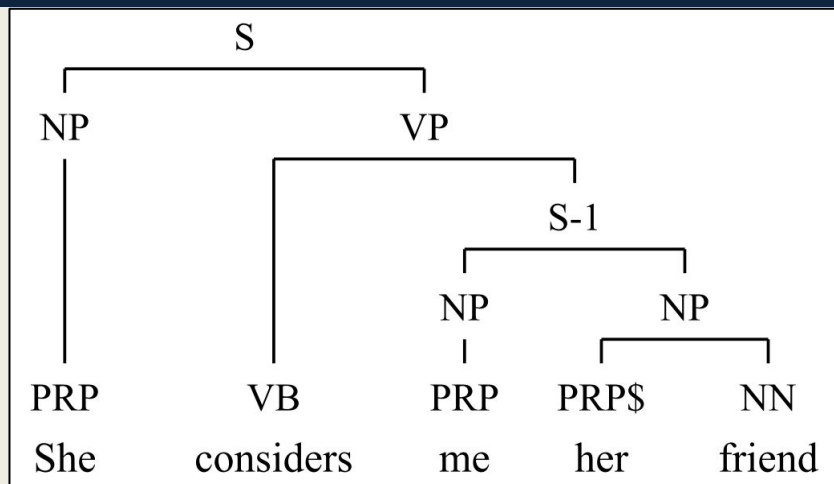 S
NP VP
S-1
NP NP
PRP VB PRP PRP$ NN
She considers me her friend